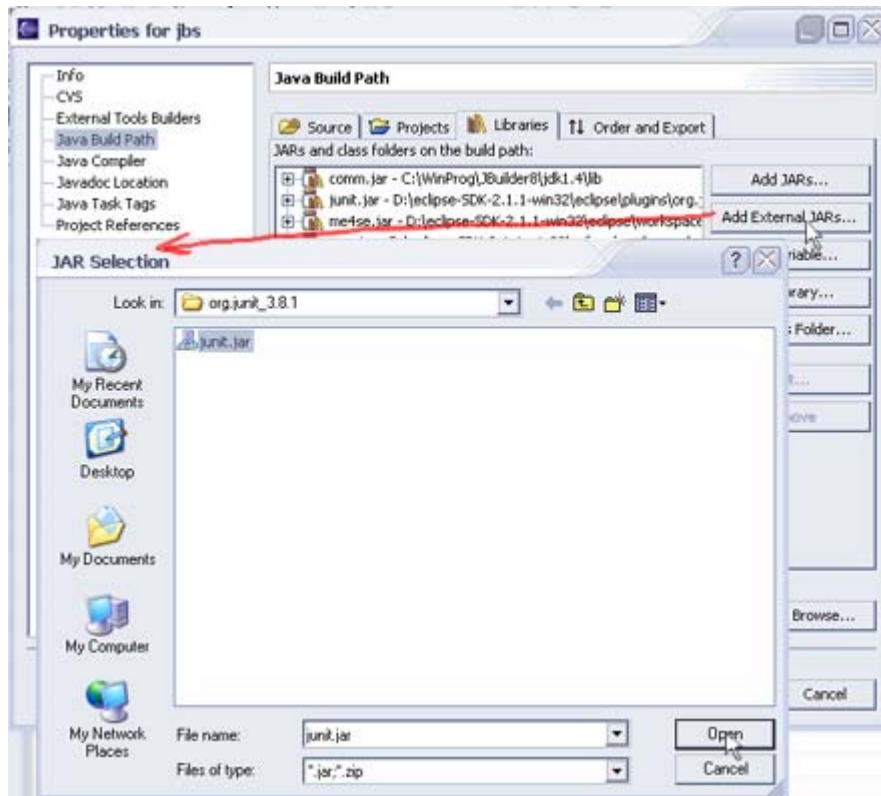 Properties for jbs
Info
CVS
External Tools Builders
Java Build Path
Java Compiler
Javadoc Location
Java Task Tags
Project References
Java Build Path
Source Projects Libraries Order and Export
JARs and class folders on the build path:
comm.jar - C:\WinProg\JBuilder8\jdk1.4\lib
junit.jar - D:\eclipse-SDK-2.1.1-win32\eclipse\plugins\org.
me4se.jar - D:\eclipse-SDK-2.1.1-win32\eclipse\workspace
Add JARs...
Add External JARs...
riable...
rary...
s Folder...
Browse...
Cancel
JAR Selection
Look in: org.junit_3.8.1
junit.jar
My Recent
Documents
Desktop
My Documents
My Computer
My Network
Places
File name: junit.jar
Open
Files of type: *.jar;*.zip
Cancel